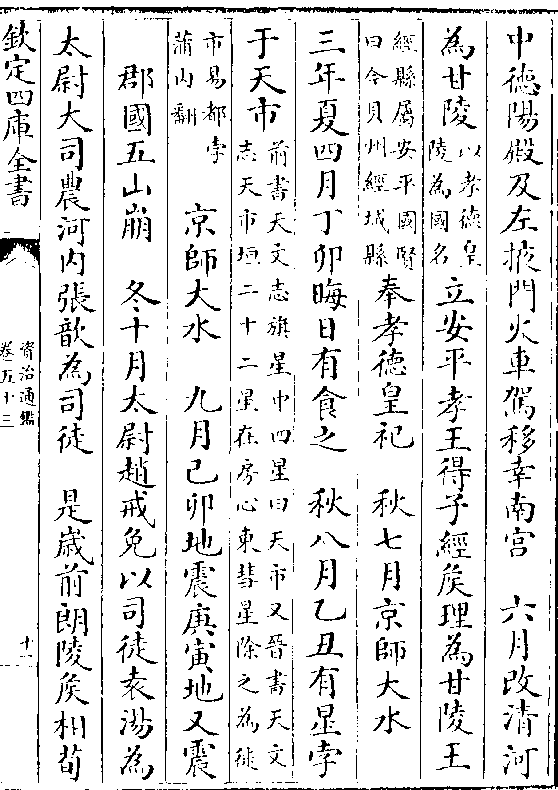 中德陽殿及左掖門火車駕移幸南宫　六月改清河
為甘陵以孝德皇陵為國名立安平孝王得子經侯理為甘陵王
經縣屬安平國賢曰今貝州經城縣奉孝德皇祀　秋七月京師大水
三年夏四月丁卯晦日有食之　秋八月乙丑有星孛
于天市前書天文志旗星中四星曰天市又晉書天文志天市垣二十二星在房心東彗星除之為徙
市易都孛蒲内翻　京師大水　九月己卯地震庚寅地又震
郡國五山崩　冬十月太尉趙戒免以司徒袁湯為
太尉大司農河内張歆為司徒　是歲前朗陵侯相荀
欽定四庫全書
資治通鑑
卷五十三
十一